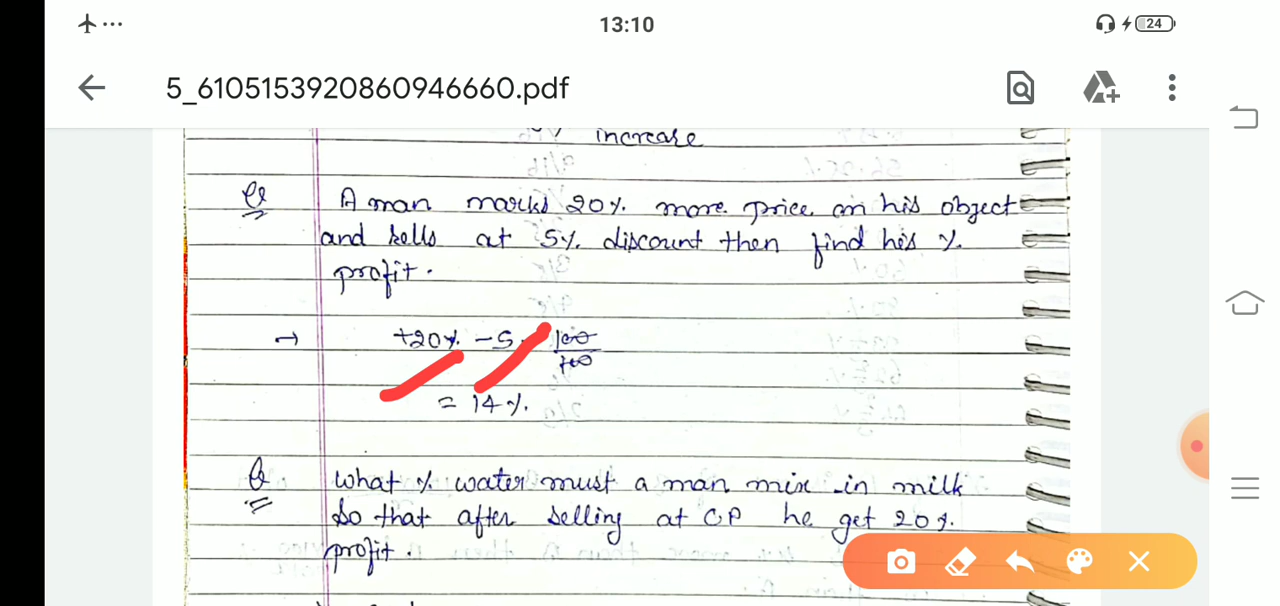 13:10
24
5_6105153920860946660.pdf
increase
Q A man marks 20% more price on his object
and sells at 5% discount then find his %
profit.
→ +20% -5 100/100
= 14%.
Q. What % water must a man mix in milk
so that after selling at CP he get 20%
profit.